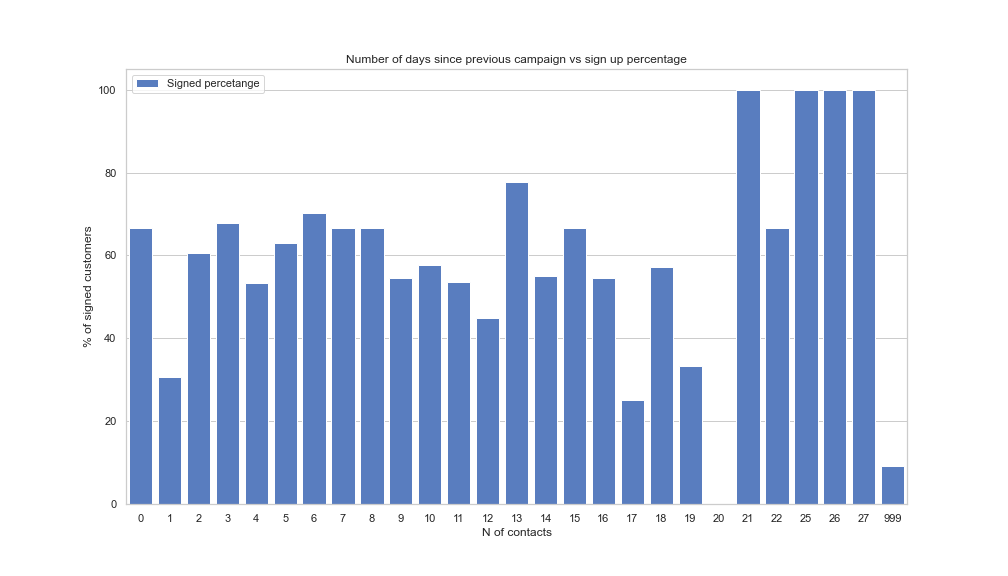 Number of days since previous campaign vs sign up percentage
Signed percetange
100
80
60
40
20
0
% of signed customers
0 1 2 3 4 5 6 7 8 9 10 11 12 13 14 15 16 17 18 19 20 21 22 25 26 27 999
N of contacts